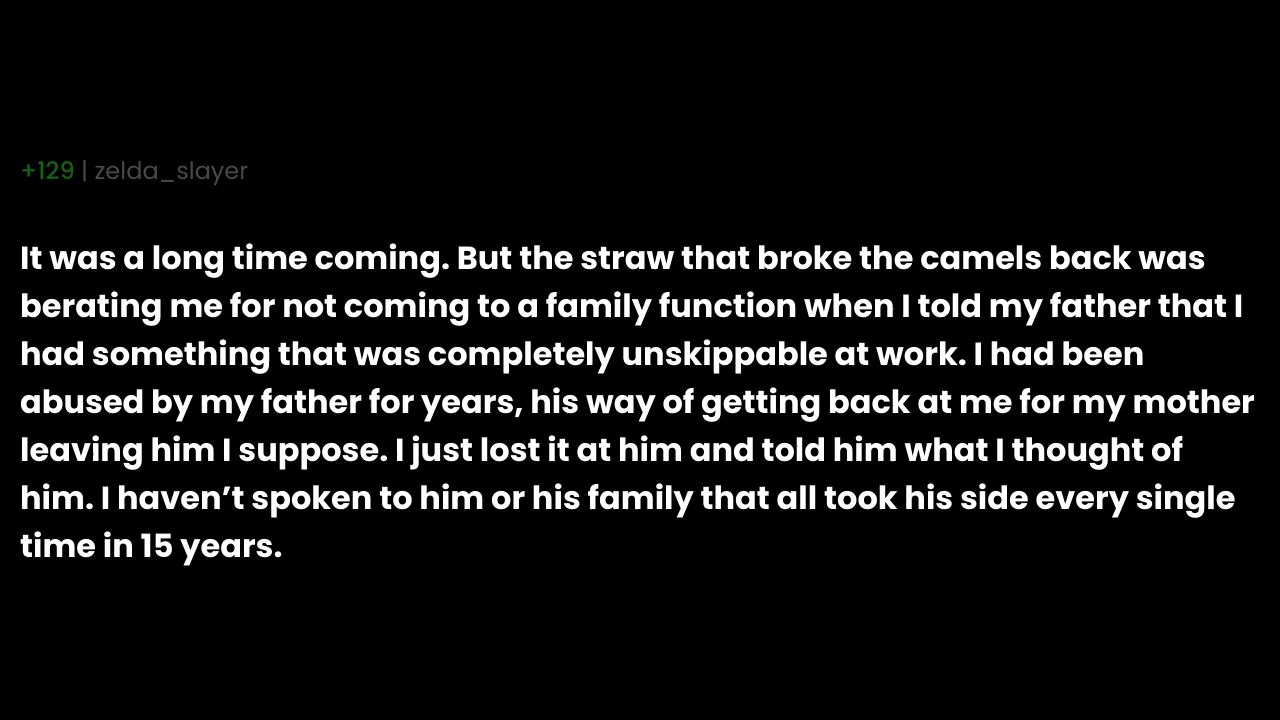 +129 | zelda_slayer
It was a long time coming. But the straw that broke the camels back was
berating me for not coming to a family function when I told my father that I
had something that was completely unskippable at work. I had been
abused by my father for years, his way of getting back at me for my mother
leaving him I suppose. I just lost it at him and told him what I thought of
him. I haven’t spoken to him or his family that all took his side every single
time in 15 years.